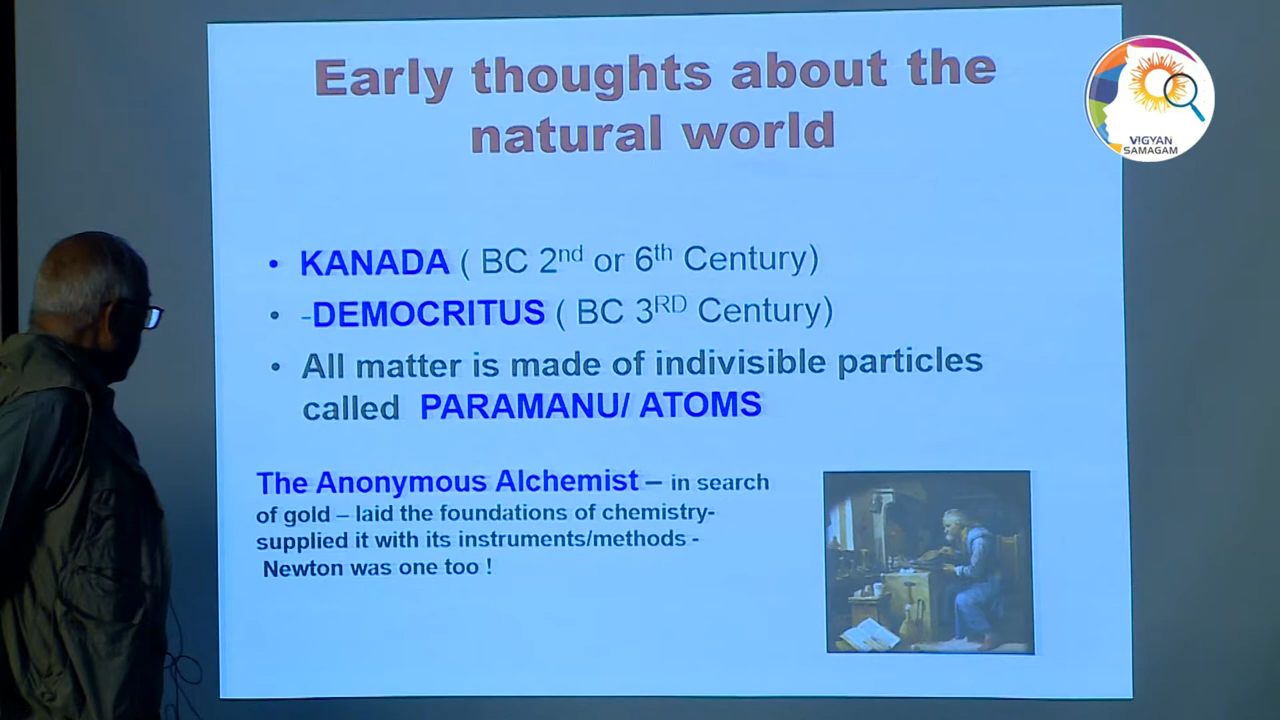 Early thoughts about the
natural world
VIGYAN
SAMAGAM
• KANADA ( BC 2nd or 6th Century)
• -DEMOCRITUS ( BC 3RD Century)
• All matter is made of indivisible particles
called PARAMANU/ ATOMS
The Anonymous Alchemist – in search
of gold – laid the foundations of chemistry-
supplied it with its instruments/methods -
Newton was one too !